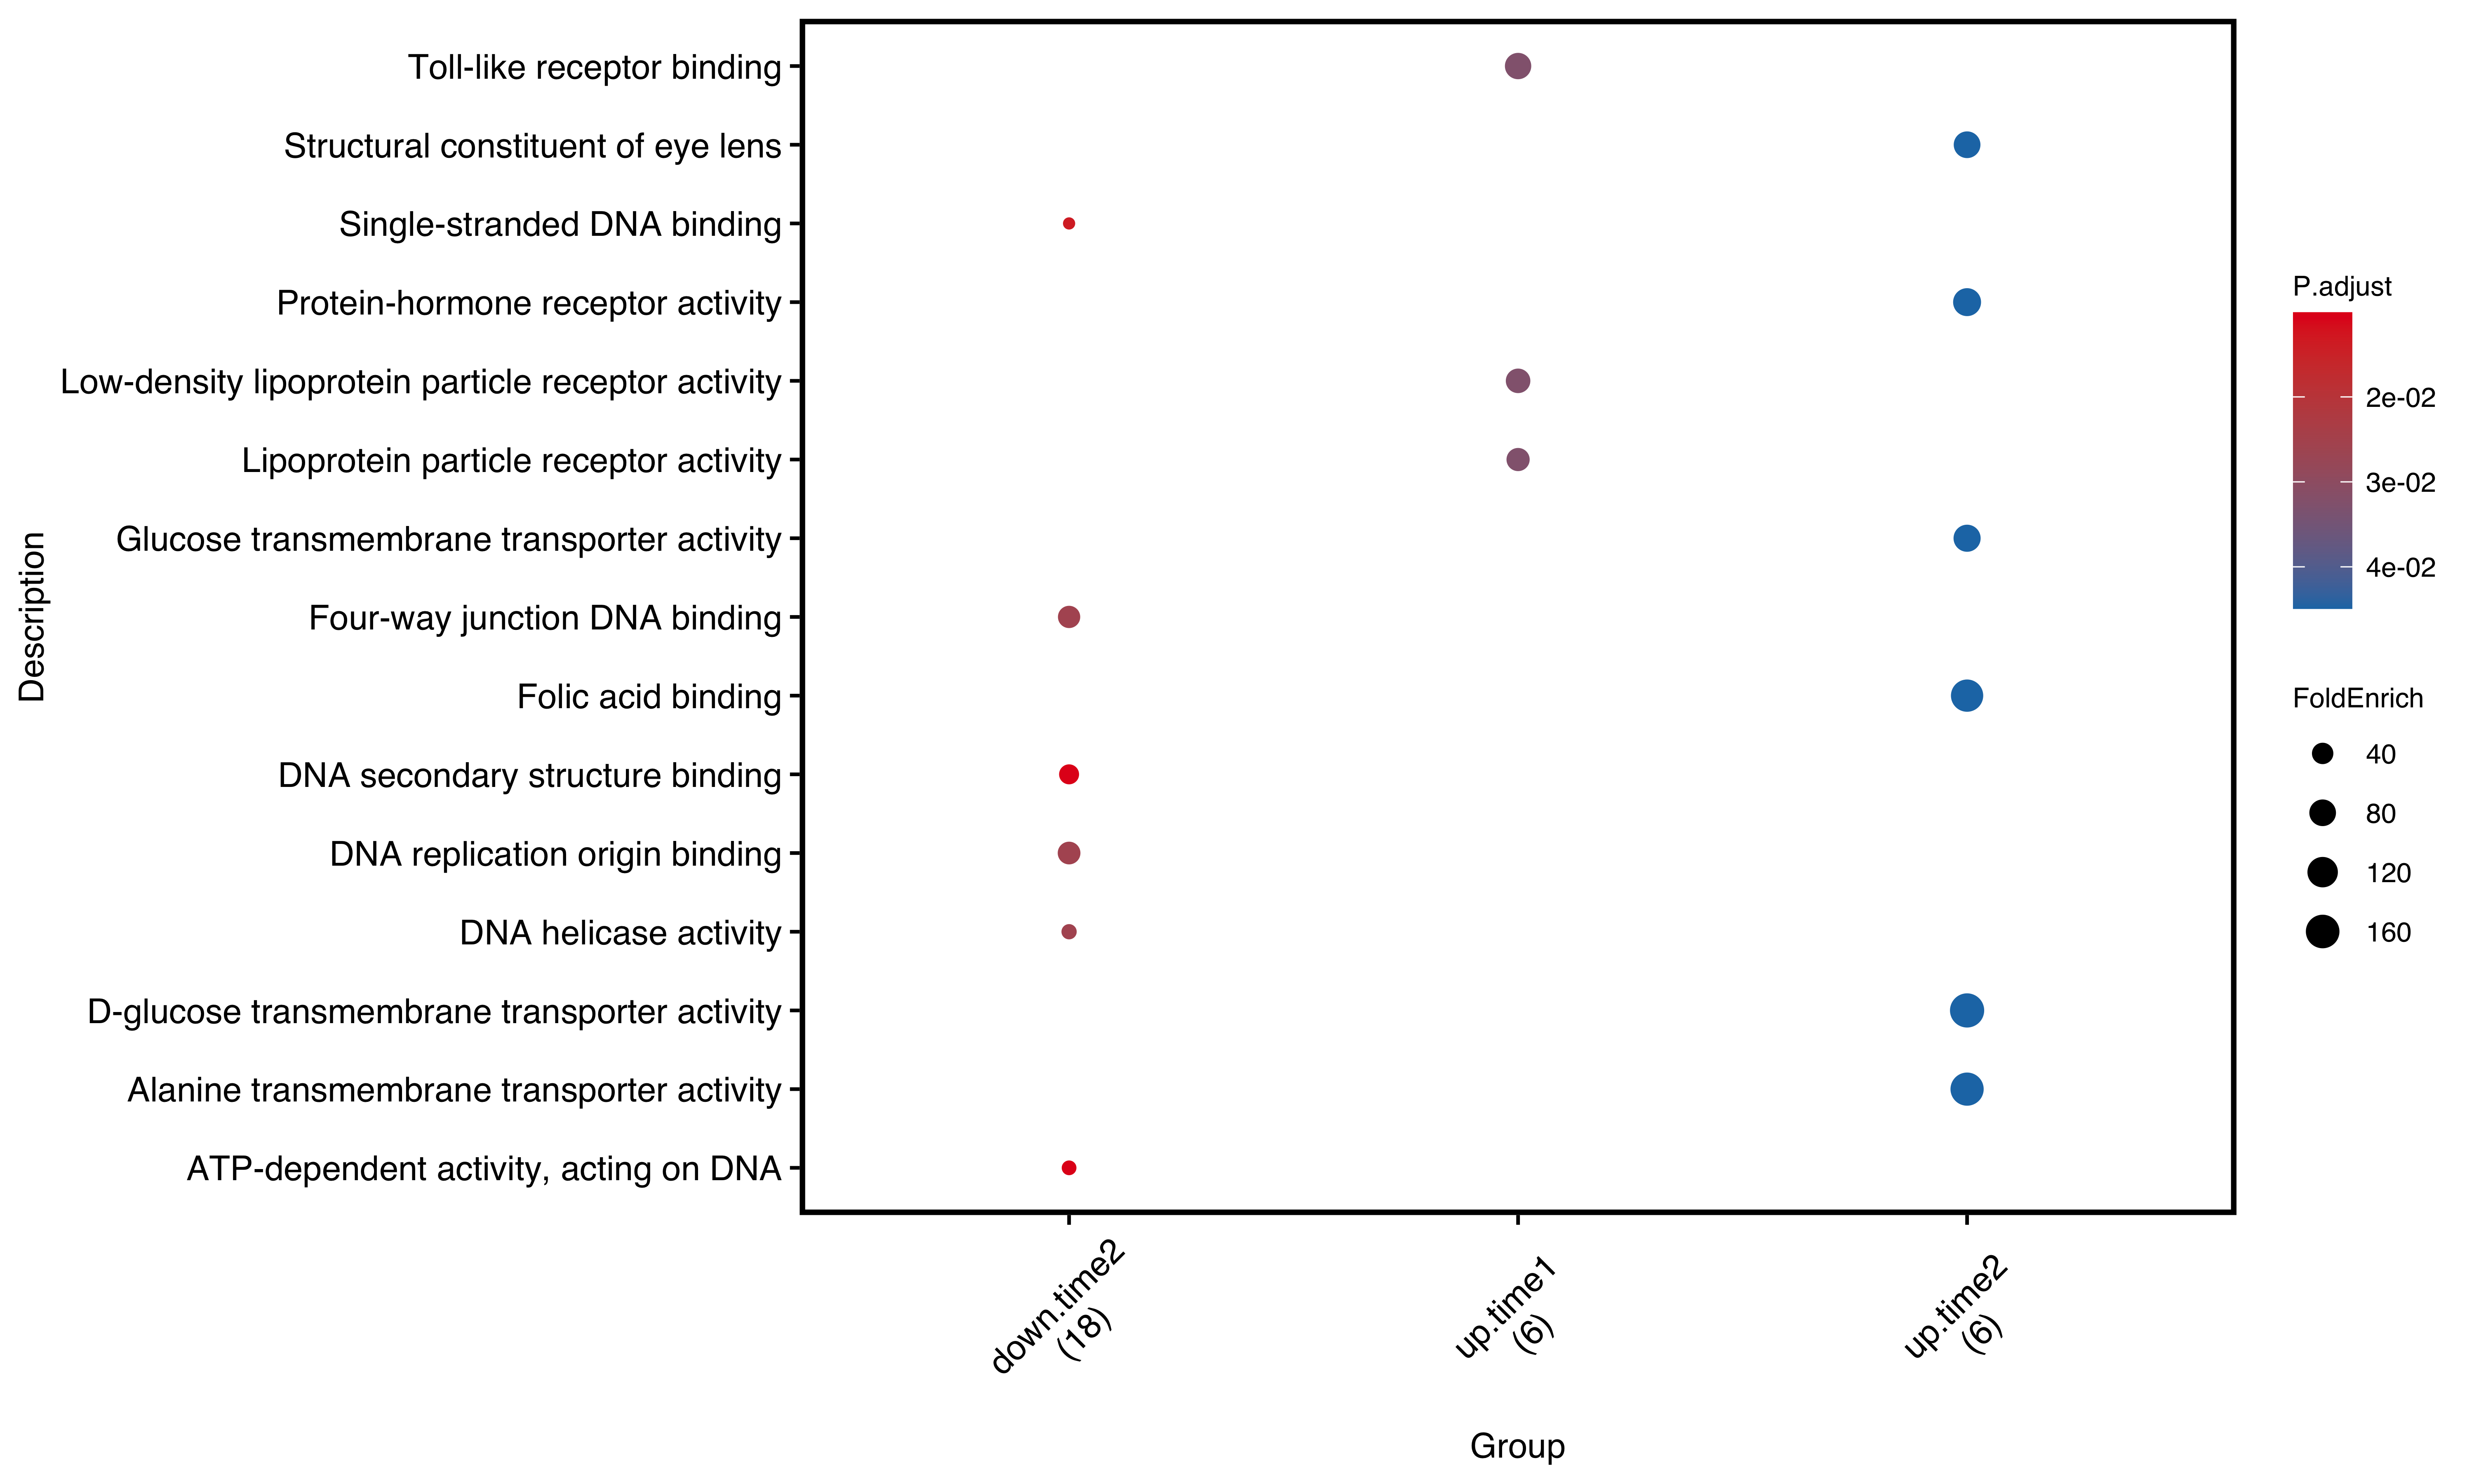 Toll-like receptor binding
Structural constituent of eye lens
Single-stranded DNA binding
Protein-hormone receptor activity
Low-density lipoprotein particle receptor activity
Lipoprotein particle receptor activity
Glucose transmembrane transporter activity
Four-way junction DNA binding
Folic acid binding
DNA secondary structure binding
DNA replication origin binding
DNA helicase activity
D-glucose transmembrane transporter activity
Alanine transmembrane transporter activity
ATP-dependent activity, acting on DNA
Description
down.time2
(18)
up.time1
(6)
up.time2
(6)
Group
P.adjust
2e-02
3e-02
4e-02
FoldEnrich
40
80
120
160